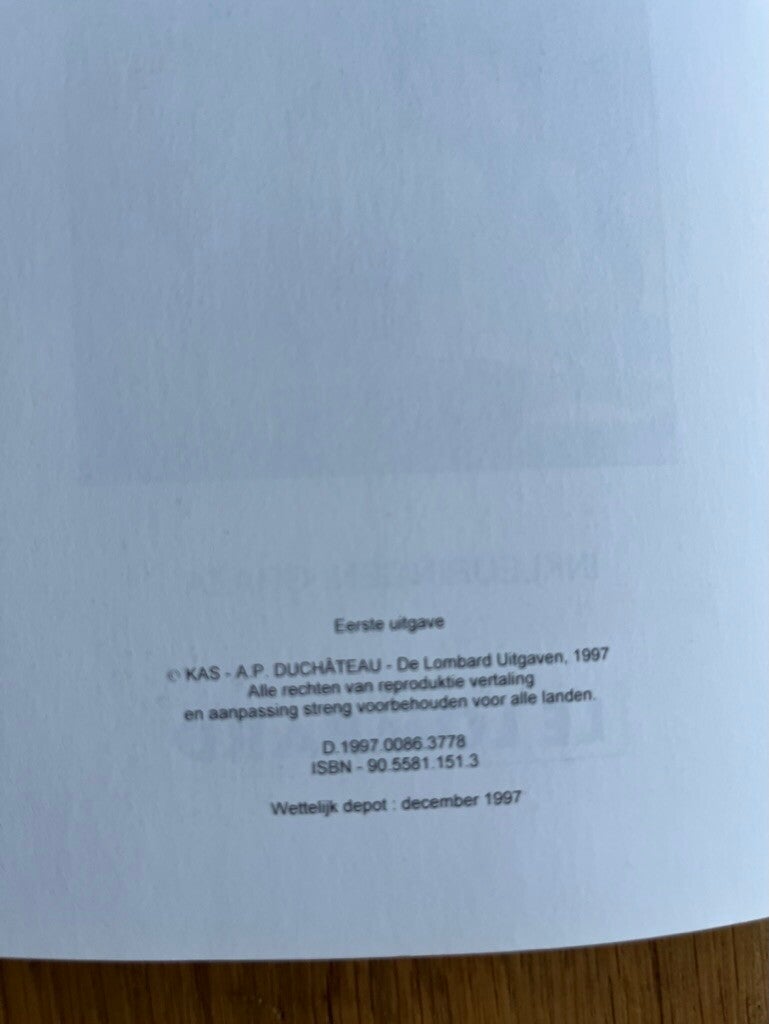 Eerste uitgave
© KAS - A.P. DUCHÂTEAU - De Lombard Uitgaven, 1997
Alle rechten van reproduktie vertaling
en aanpassing streng voorbehouden voor alle landen.
D.1997.0086.3778
ISBN - 90.5581.151.3
Wettelijk depot : december 1997